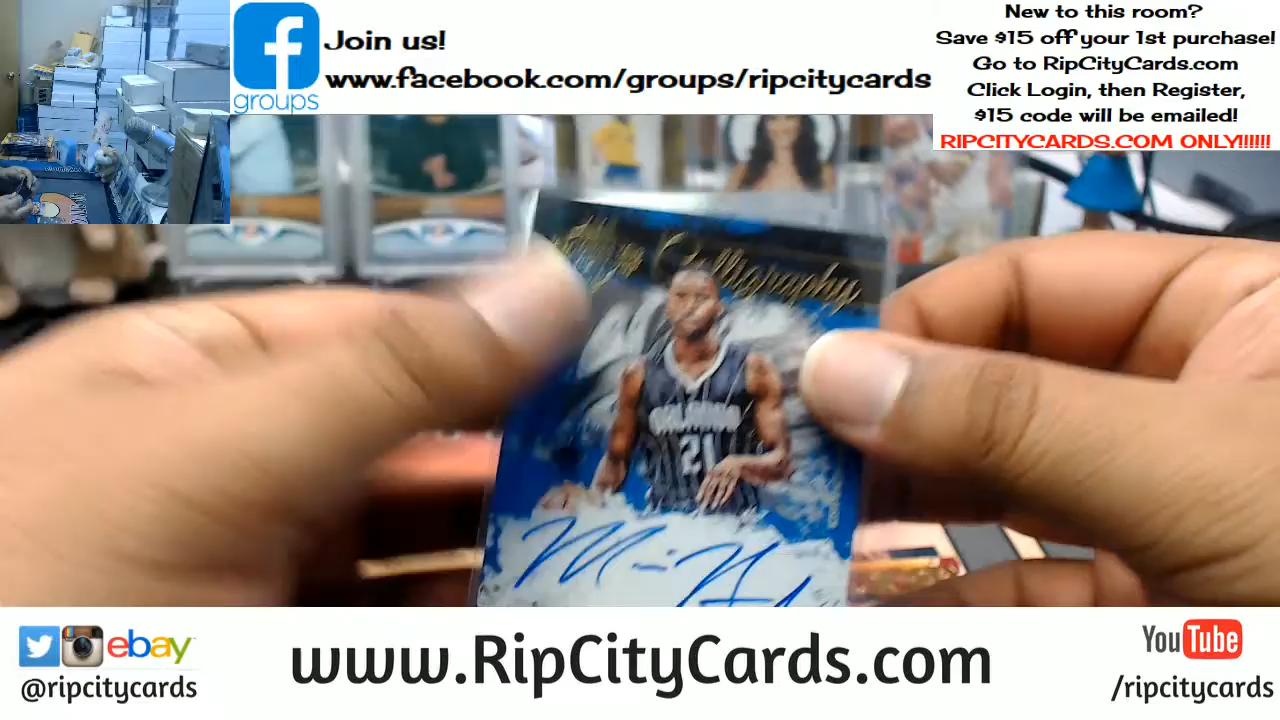 groups
Join us!
www.facebook.com/groups/ripcitycards
New to this room?
Save $15 off your 1st purchase!
Go to RipCityCards.com
Click Login, then Register,
$15 code will be emailed!
RIPCITYCARDS.COM ONLY!!!!!!
Calligraphy
ORLANDO
21
ebay
@ripcitycards
www.RipCityCards.com
YouTube
/ripcitycards